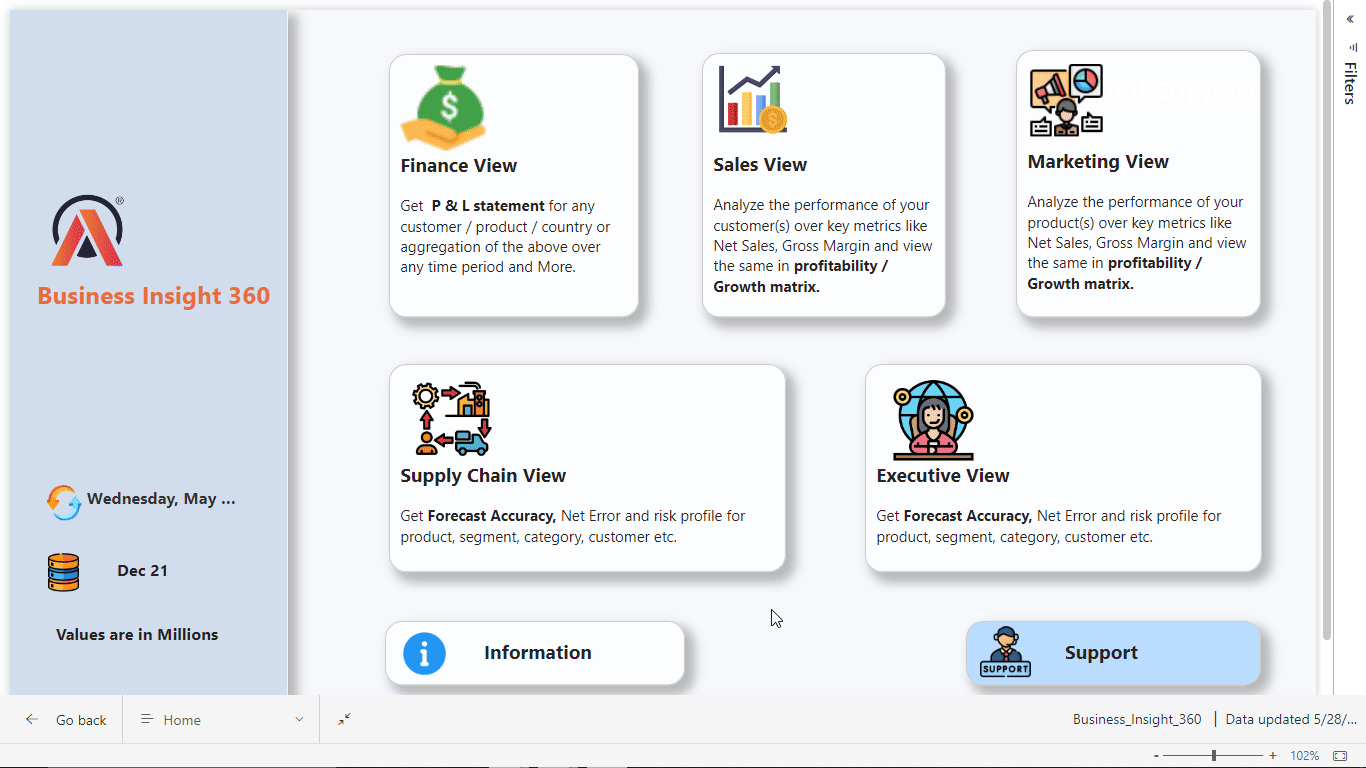 Finance View
Get P & L statement for any
customer / product / country or
aggregation of the above over
any time period and More.
Sales View
Analyze the performance of your
customer(s) over key metrics like
Net Sales, Gross Margin and view
the same in profitability /
Growth matrix.
Marketing View
Analyze the performance of your
product(s) over key metrics like
Net Sales, Gross Margin and view
the same in profitability /
Growth matrix.
Filters
®
Business Insight 360
Supply Chain View
Get Forecast Accuracy, Net Error and risk profile for
product, segment, category, customer etc.
Executive View
Get Forecast Accuracy, Net Error and risk profile for
product, segment, category, customer etc.
Wednesday, May ...
Dec 21
Values are in Millions
Information
SUPPORT
Support
Go back
Home
Business_Insight_360 | Data updated 5/28/...
- + 102%